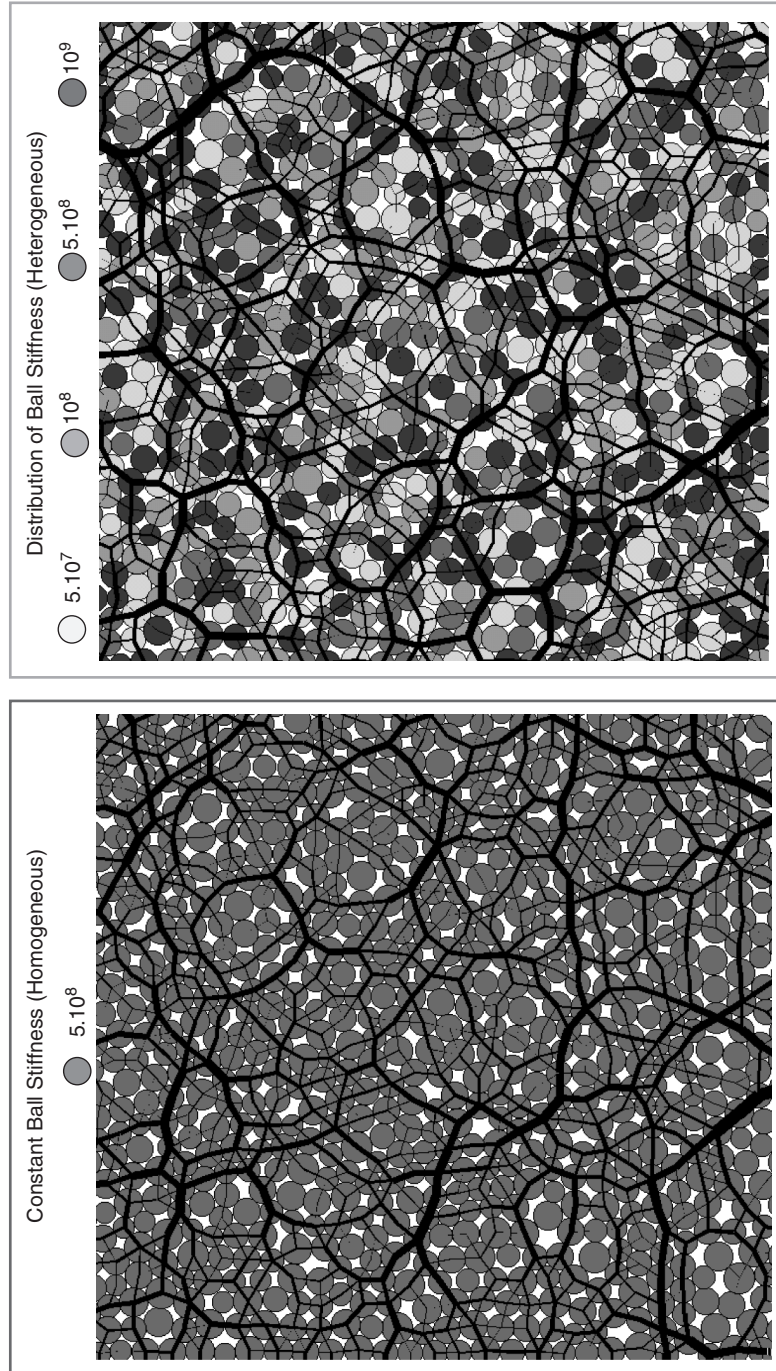 Constant Ball Stiffness (Homogeneous)
5.10⁸
Distribution of Ball Stiffness (Heterogeneous)
5.10⁷ 10⁸ 5.10⁸ 10⁹